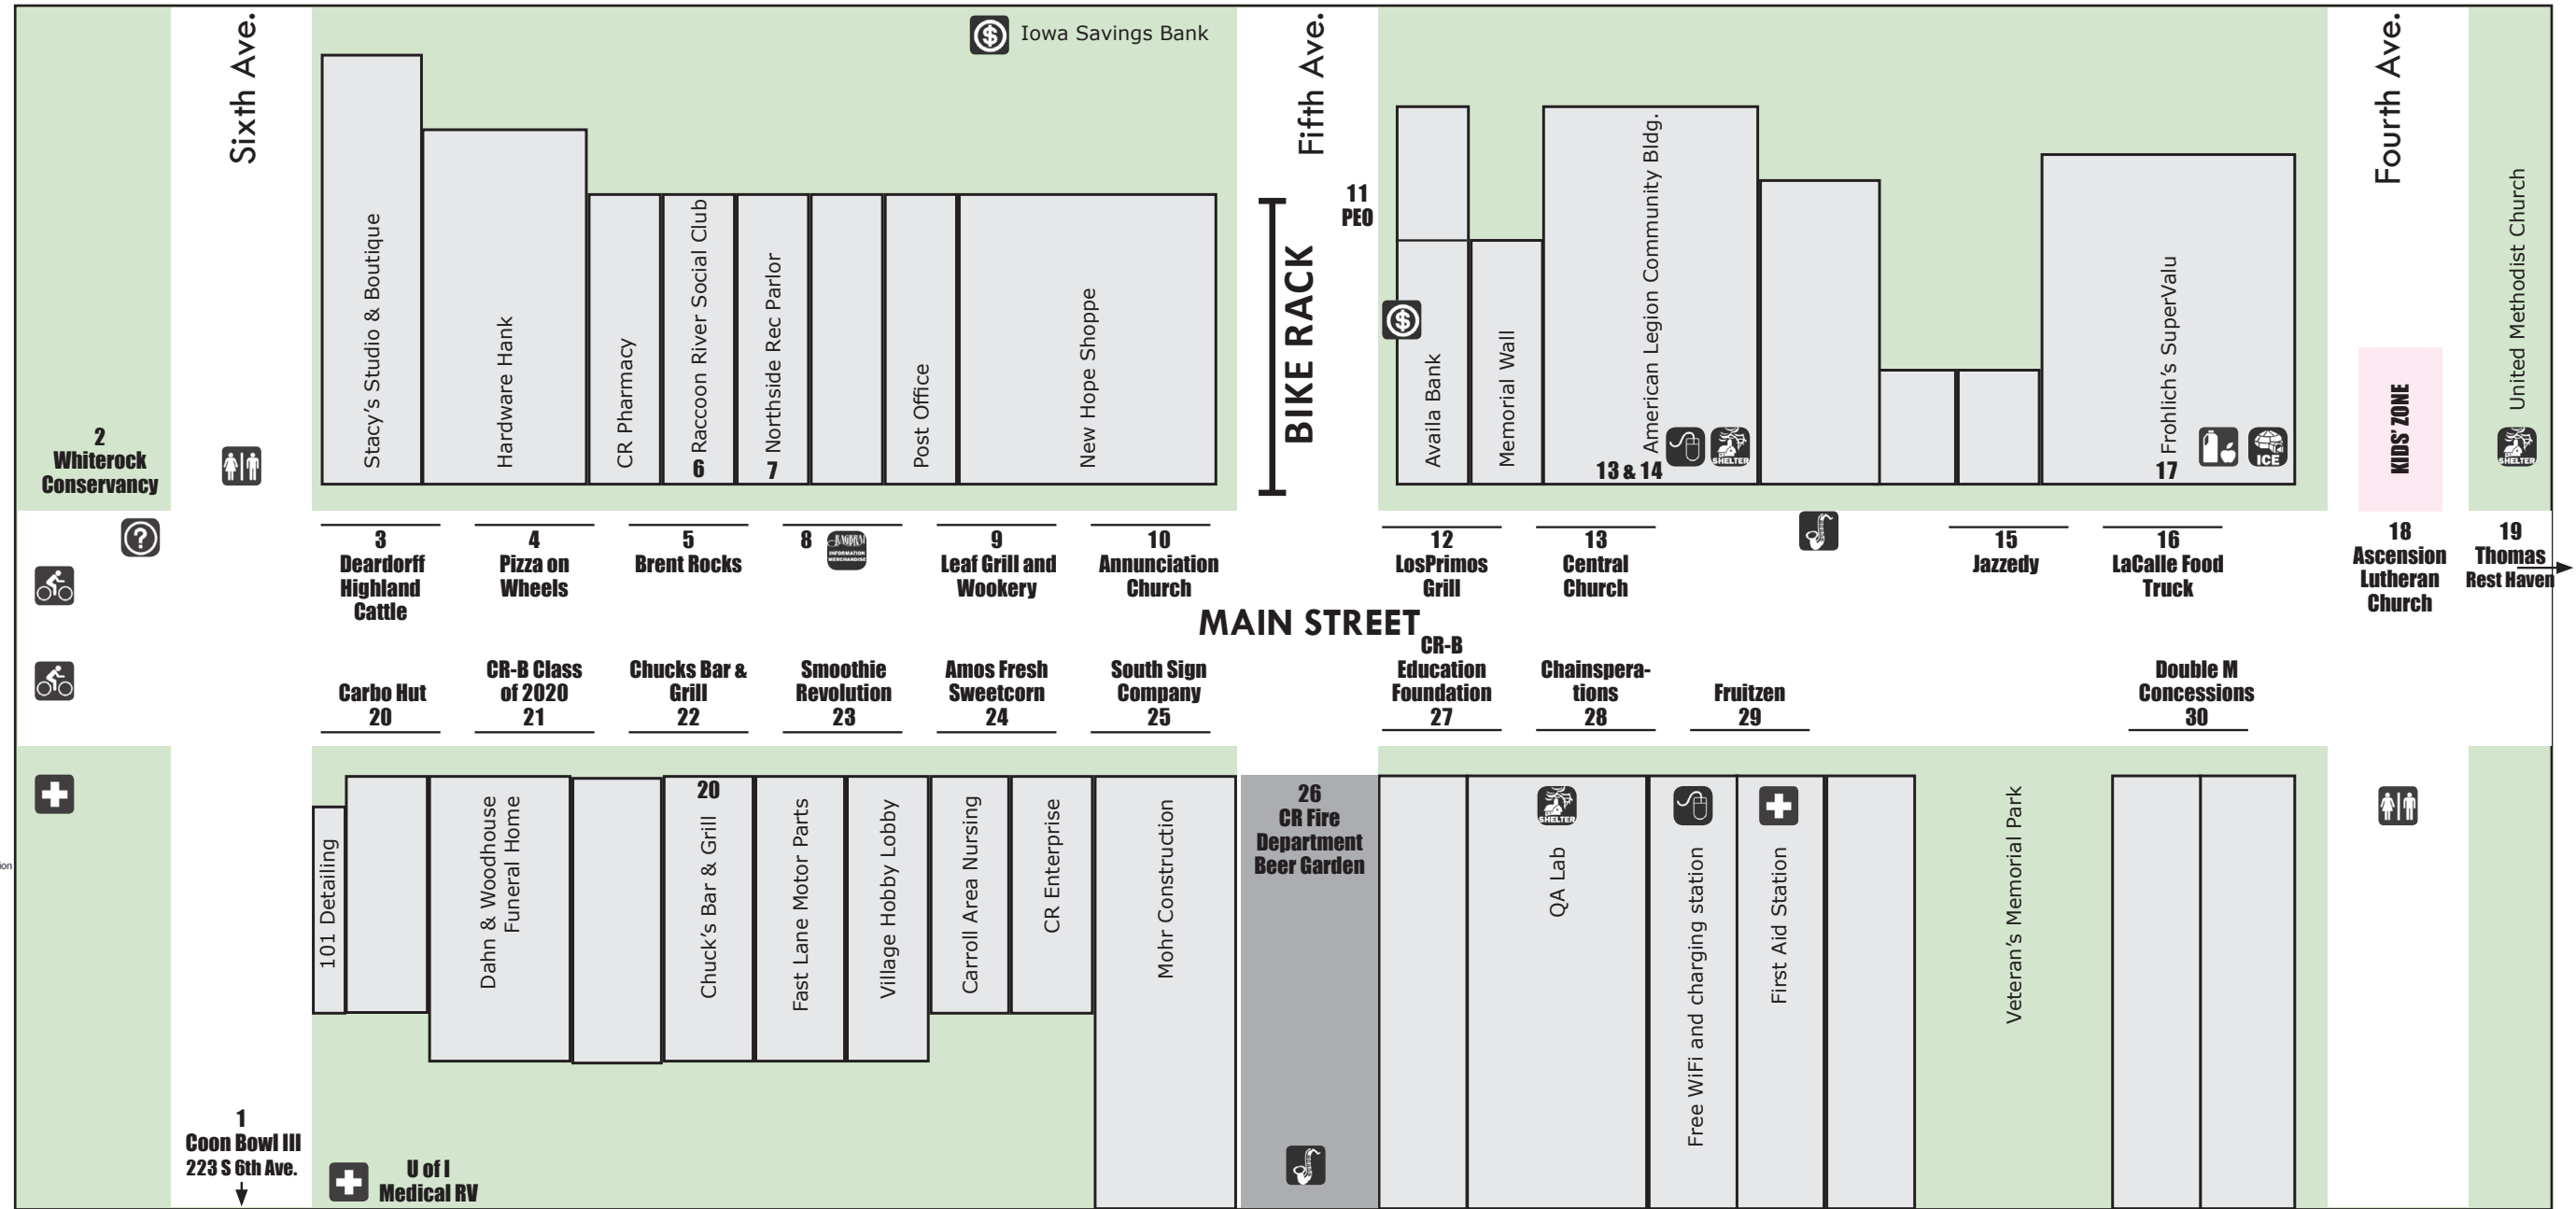 Sixth Ave.
Iowa Savings Bank
Fifth Ave.
Fourth Ave.
Stacy's Studio & Boutique
Hardware Hank
CR Pharmacy
Raccoon River Social Club
6
Northside Rec Parlor
7
Post Office
New Hope Shoppe
BIKE RACK
11
PEO
Availa Bank
Memorial Wall
American Legion Community Bldg.
13 & 14
SHELTER
Frohlich's SuperValu
17
ICE
KIDS' ZONE
United Methodist Church
SHELTER
2
Whiterock
Conservancy
?
3
Deardorff
Highland
Cattle
4
Pizza on
Wheels
5
Brent Rocks
8
RAGBRAI
INFORMATION
MERCHANDISE
9
Leaf Grill and
Wookery
10
Annunciation
Church
12
LosPrimos
Grill
13
Central
Church
15
Jazzedy
16
LaCalle Food
Truck
18
Ascension
Lutheran
Church
19
Thomas
Rest Haven
MAIN STREET
Carbo Hut
20
CR-B Class
of 2020
21
Chucks Bar &
Grill
22
Smoothie
Revolution
23
Amos Fresh
Sweetcorn
24
South Sign
Company
25
CR-B
Education
Foundation
27
Chainspera-
tions
28
Fruitzen
29
Double M
Concessions
30
101 Detailing
Dahn & Woodhouse
Funeral Home
20
Chuck's Bar & Grill
Fast Lane Motor Parts
Village Hobby Lobby
Carroll Area Nursing
CR Enterprise
Mohr Construction
26
CR Fire
Department
Beer Garden
SHELTER
QA Lab
Free WiFi and charging station
First Aid Station
Veteran's Memorial Park
ion
1
Coon Bowl III
223 S 6th Ave.
U of I
Medical RV